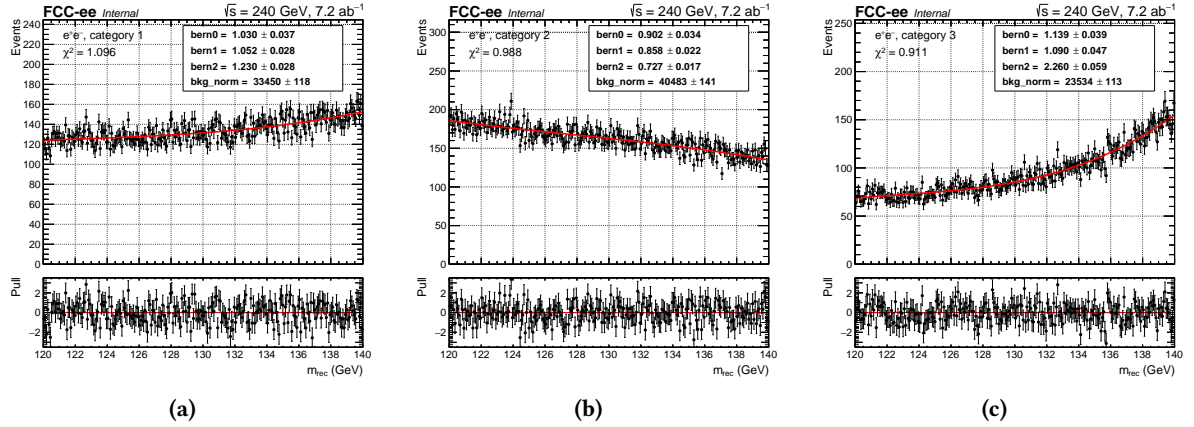 FCC-ee Internal √s = 240 GeV, 7.2 ab⁻¹
Events
240
220
200
180
160
140
120
100
80
60
40
20
0
e⁺e⁻, category 1
χ² = 1.096
bern0 = 1.030 ± 0.037
bern1 = 1.052 ± 0.028
bern2 = 1.230 ± 0.028
bkg_norm = 33450 ± 118
Pull
2
0
−2
120 122 124 126 128 130 132 134 136 138 140
m_rec (GeV)
(a)
FCC-ee Internal √s = 240 GeV, 7.2 ab⁻¹
Events
300
250
200
150
100
50
0
e⁺e⁻, category 2
χ² = 0.988
bern0 = 0.902 ± 0.034
bern1 = 0.858 ± 0.022
bern2 = 0.727 ± 0.017
bkg_norm = 40483 ± 141
Pull
2
0
−2
120 122 124 126 128 130 132 134 136 138 140
m_rec (GeV)
(b)
FCC-ee Internal √s = 240 GeV, 7.2 ab⁻¹
Events
250
200
150
100
50
0
e⁺e⁻, category 3
χ² = 0.911
bern0 = 1.139 ± 0.039
bern1 = 1.090 ± 0.047
bern2 = 2.260 ± 0.059
bkg_norm = 23534 ± 113
Pull
2
0
−2
120 122 124 126 128 130 132 134 136 138 140
m_rec (GeV)
(c)